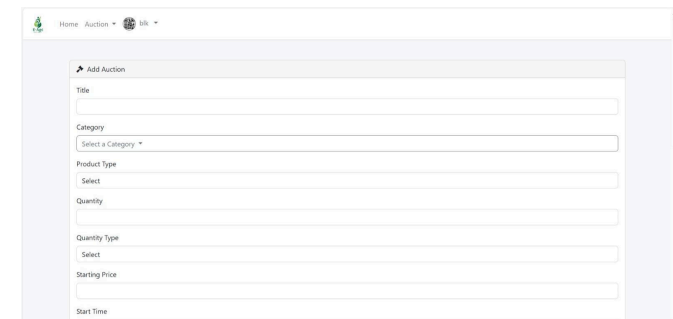 Home Auction blk
Add Auction
Title
Category
Select a Category
Product Type
Select
Quantity
Quantity Type
Select
Starting Price
Start Time